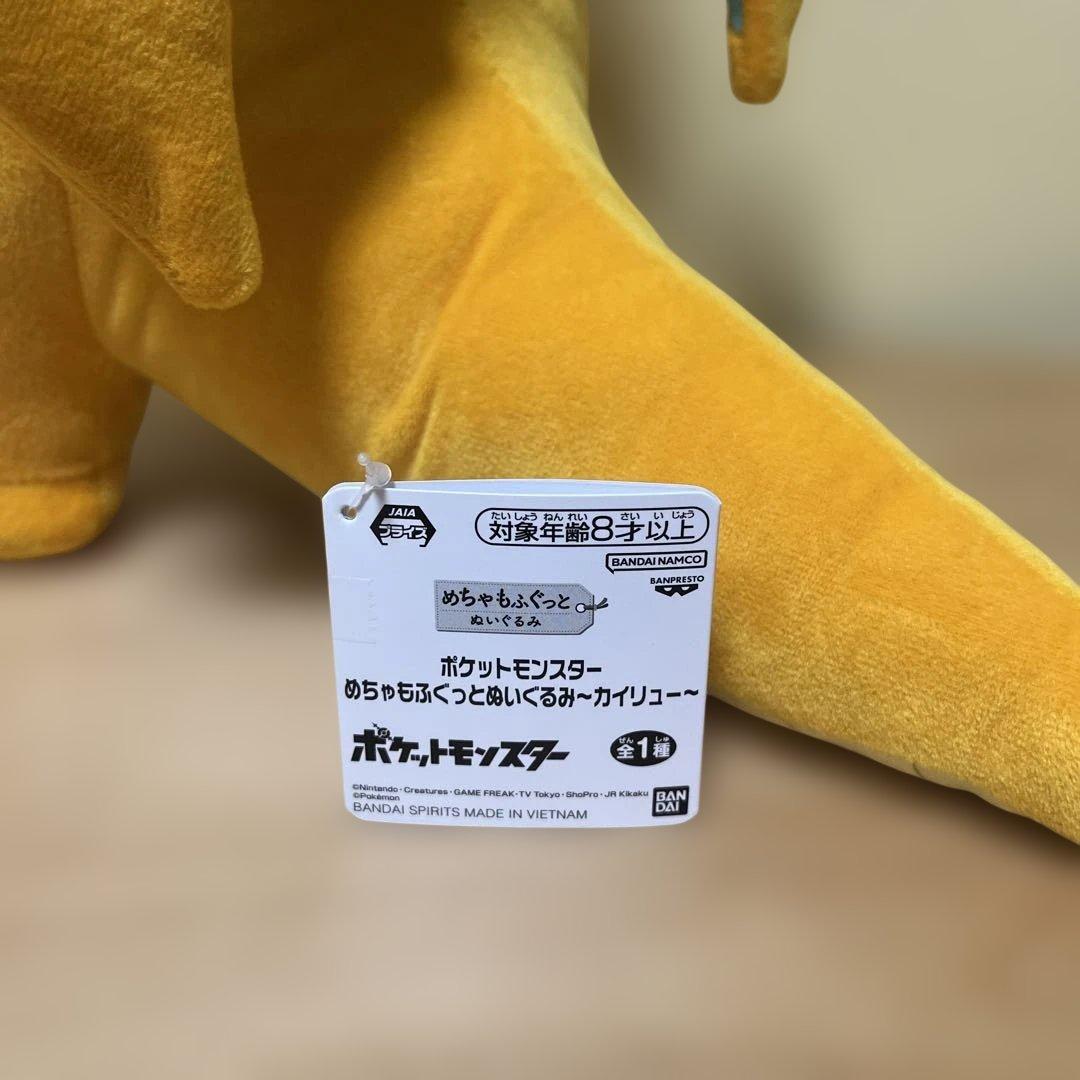 JAIA
プライズ
たいしょうねんれい さい いじょう
対象年齢8才以上
BANDAI NAMCO
BANPRESTO
めちゃもふぐっと
ぬいぐるみ
ポケットモンスター
めちゃもふぐっとぬいぐるみ〜カイリュー〜
ポケットモンスター
ぜん しゅ
全1種
©Nintendo・Creatures・GAME FREAK・TV Tokyo・ShoPro・JR Kikaku
©Pokémon
BANDAI SPIRITS MADE IN VIETNAM
BAN
DAI